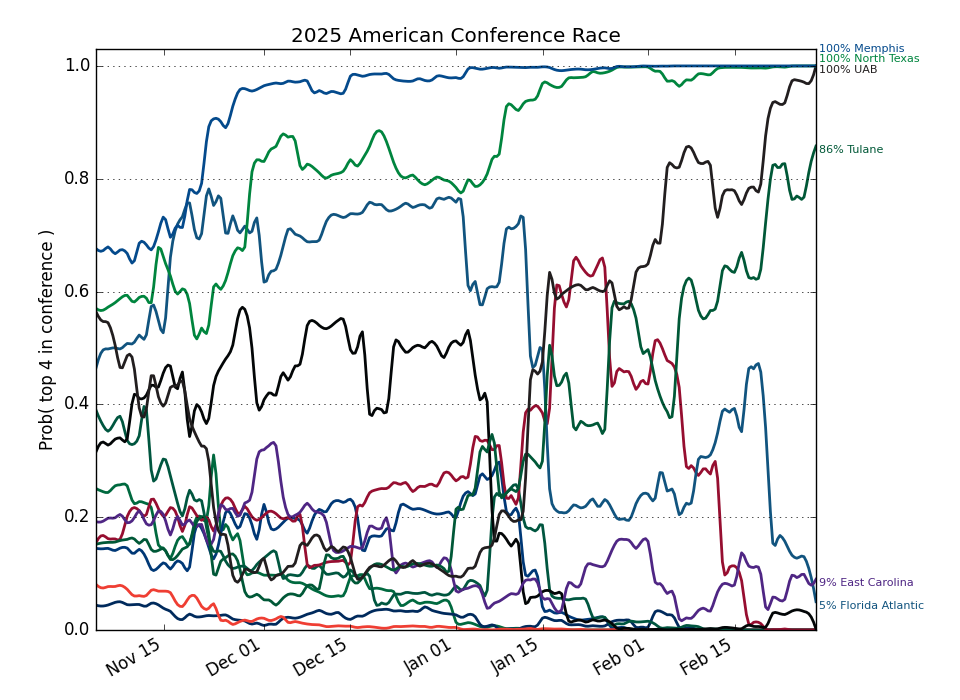 2025 American Conference Race
100% Memphis
100% North Texas
100% UAB
86% Tulane
9% East Carolina
5% Florida Atlantic
Prob( top 4 in conference )
1.0
0.8
0.6
0.4
0.2
0.0
Nov 15
Dec 01
Dec 15
Jan 01
Jan 15
Feb 01
Feb 15